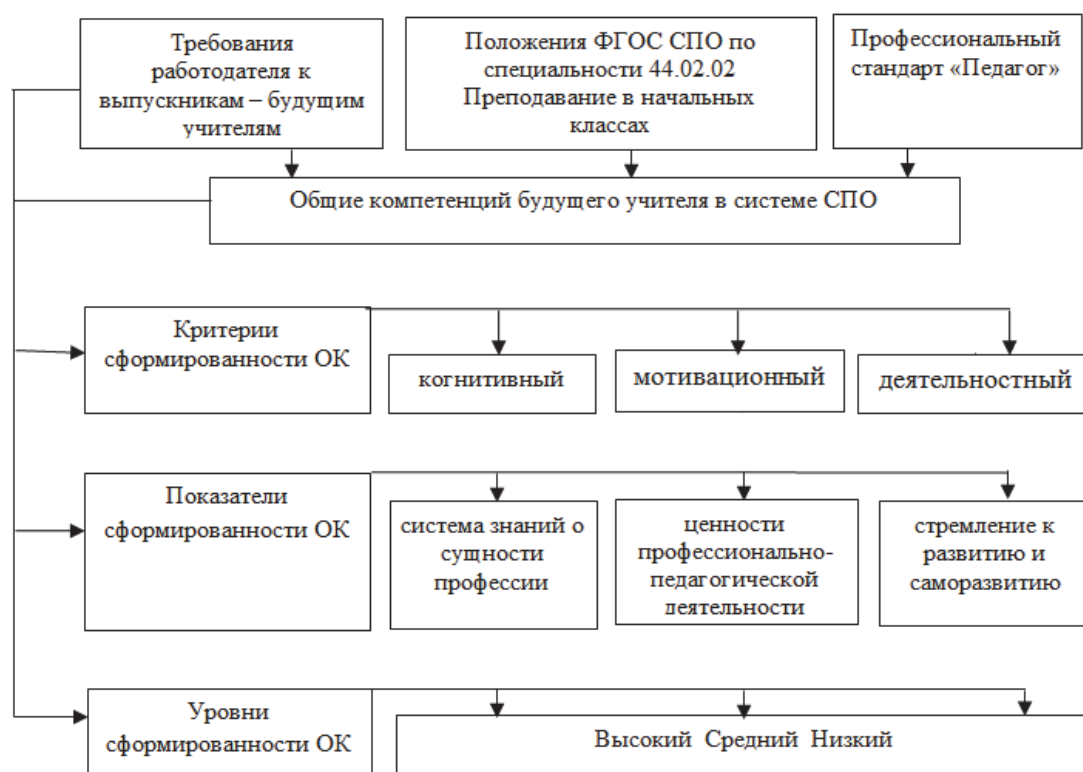 Требования
работодателя к
выпускникам – будущим
учителям
Положения ФГОС СПО по
специальности 44.02.02
Преподавание в начальных
классах
Профессиональный
стандарт «Педагог»
Общие компетенций будущего учителя в системе СПО
Критерии
сформированности ОК
когнитивный
мотивационный
деятельностный
Показатели
сформированности ОК
система знаний о
сущности
профессии
ценности
профессионально-
педагогической
деятельности
стремление к
развитию и
саморазвитию
Уровни
сформированности ОК
Высокий Средний Низкий